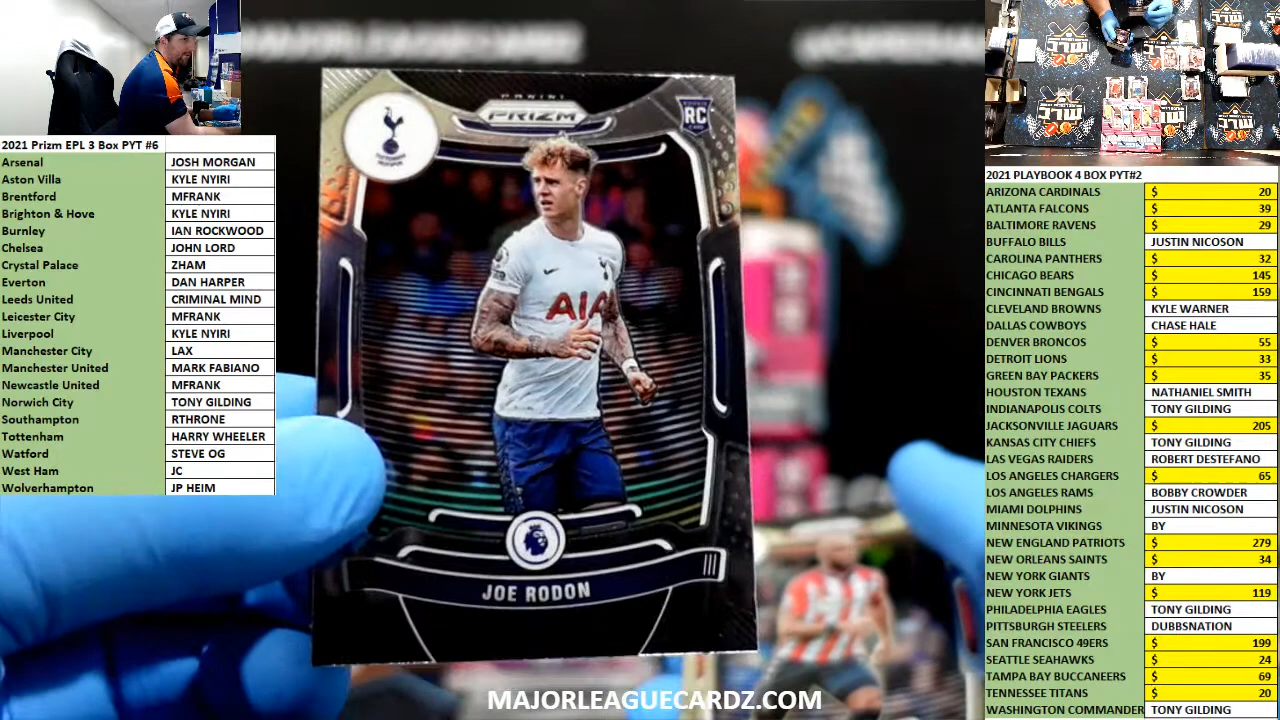 2021 Prizm EPL 3 Box PYT #6
Arsenal JOSH MORGAN
Aston Villa KYLE NYIRI
Brentford MFRANK
Brighton & Hove KYLE NYIRI
Burnley IAN ROCKWOOD
Chelsea JOHN LORD
Crystal Palace ZHAM
Everton DAN HARPER
Leeds United CRIMINAL MIND
Leicester City MFRANK
Liverpool KYLE NYIRI
Manchester City LAX
Manchester United MARK FABIANO
Newcastle United MFRANK
Norwich City TONY GILDING
Southampton RTHRONE
Tottenham HARRY WHEELER
Watford STEVE OG
West Ham JC
Wolverhampton JP HEIM
PANINI
PRIZM
RC
TOTTENHAM
HOTSPUR
AIA
JOE RODON
MAJORLEAGUECARDZ.COM
2021 PLAYBOOK 4 BOX PYT#2
ARIZONA CARDINALS $ 20
ATLANTA FALCONS $ 39
BALTIMORE RAVENS $ 29
BUFFALO BILLS JUSTIN NICOSON
CAROLINA PANTHERS $ 32
CHICAGO BEARS $ 145
CINCINNATI BENGALS $ 159
CLEVELAND BROWNS KYLE WARNER
DALLAS COWBOYS CHASE HALE
DENVER BRONCOS $ 55
DETROIT LIONS $ 33
GREEN BAY PACKERS $ 35
HOUSTON TEXANS NATHANIEL SMITH
INDIANAPOLIS COLTS TONY GILDING
JACKSONVILLE JAGUARS $ 205
KANSAS CITY CHIEFS TONY GILDING
LAS VEGAS RAIDERS ROBERT DESTEFANO
LOS ANGELES CHARGERS $ 65
LOS ANGELES RAMS BOBBY CROWDER
MIAMI DOLPHINS JUSTIN NICOSON
MINNESOTA VIKINGS BY
NEW ENGLAND PATRIOTS $ 279
NEW ORLEANS SAINTS $ 34
NEW YORK GIANTS BY
NEW YORK JETS $ 119
PHILADELPHIA EAGLES TONY GILDING
PITTSBURGH STEELERS DUBBSNATION
SAN FRANCISCO 49ERS $ 199
SEATTLE SEAHAWKS $ 24
TAMPA BAY BUCCANEERS $ 69
TENNESSEE TITANS $ 20
WASHINGTON COMMANDER TONY GILDING